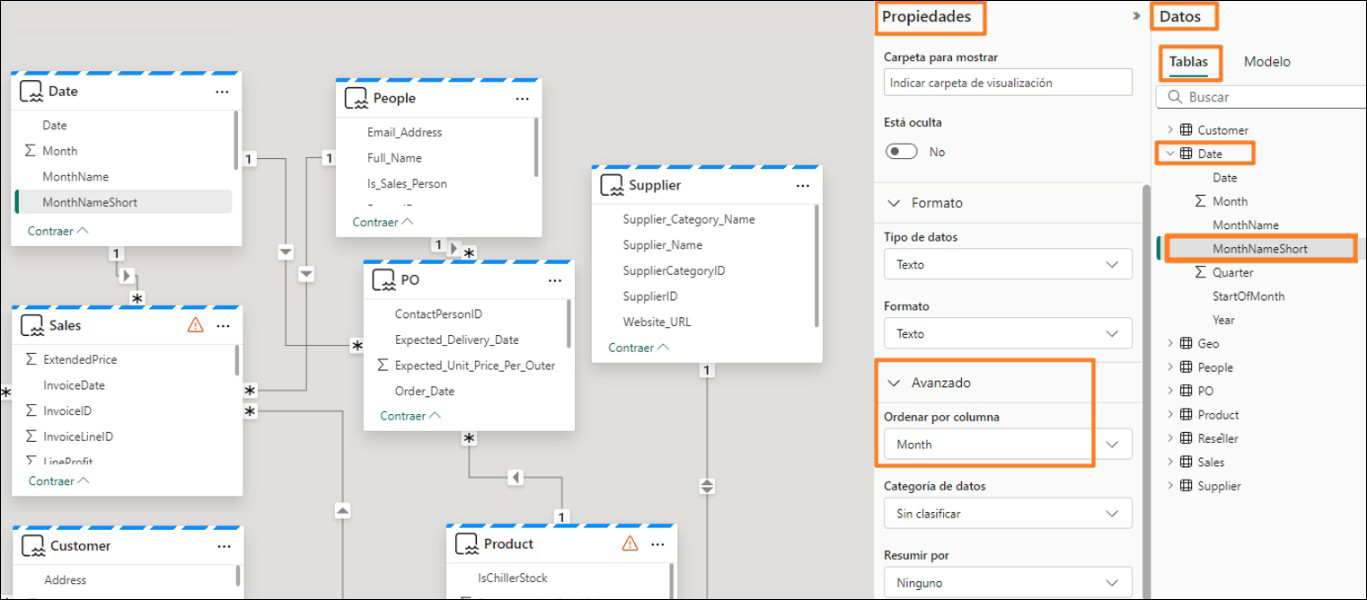 Date
Date
Month
MonthName
MonthNameShort
Contraer
1
1
*
People
Email_Address
Full_Name
Is_Sales_Person
Contraer
1
1
*
Supplier
Supplier_Category_Name
Supplier_Name
SupplierCategoryID
SupplierID
Website_URL
Contraer
1
PO
ContactPersonID
Expected_Delivery_Date
Expected_Unit_Price_Per_Outer
Order_Date
Contraer
*
*
1
Sales
ExtendedPrice
InvoiceDate
InvoiceID
InvoiceLineID
LineProfit
Contraer
*
*
*
Customer
Address
Product
IsChillerStock
Propiedades
Carpeta para mostrar
Indicar carpeta de visualización
Está oculta
No
Formato
Tipo de datos
Texto
Formato
Texto
Avanzado
Ordenar por columna
Month
Categoría de datos
Sin clasificar
Resumir por
Ninguno
Datos
Tablas Modelo
Buscar
Customer
Date
Date
Month
MonthName
MonthNameShort
Quarter
StartOfMonth
Year
Geo
People
PO
Product
Reseller
Sales
Supplier